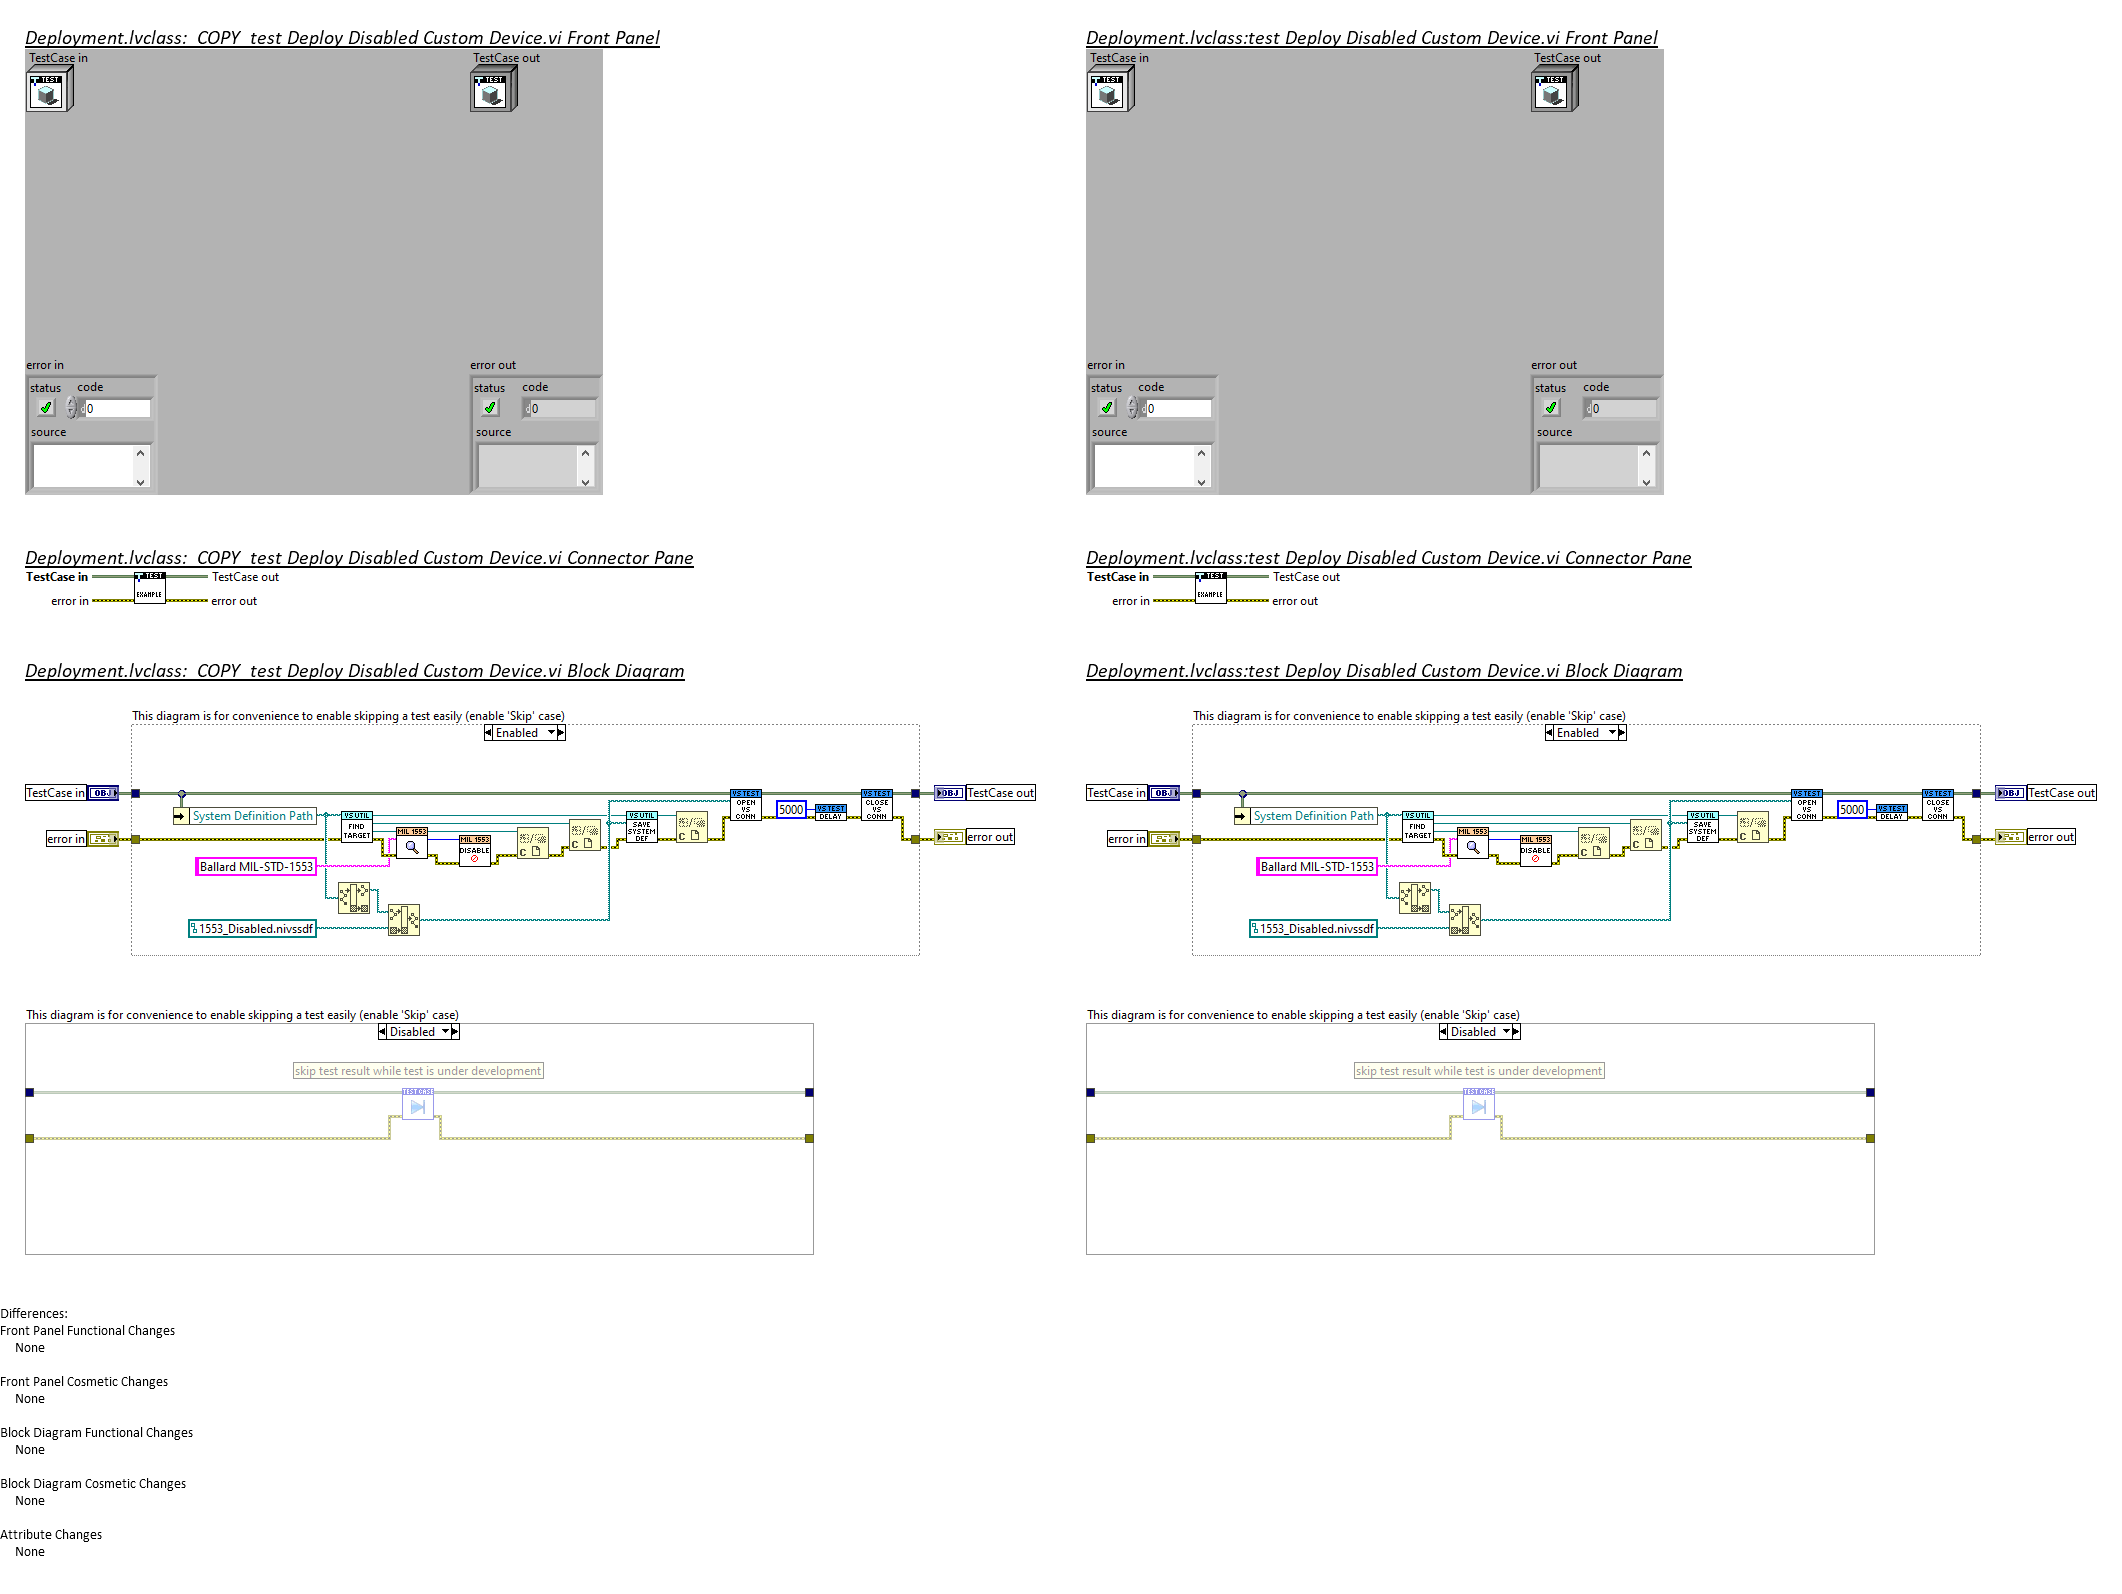 Deployment.lvclass:_COPY_test Deploy Disabled Custom Device.vi Front Panel
TestCase in
TestCase out
TEST
TEST
error in
error out
status code
status code
0
0
source
source
Deployment.lvclass:test Deploy Disabled Custom Device.vi Front Panel
TestCase in
TestCase out
TEST
TEST
error in
error out
status code
status code
0
0
source
source
Deployment.lvclass:_COPY_test Deploy Disabled Custom Device.vi Connector Pane
TestCase in
TEST
TestCase out
error in
EXAMPLE
error out
Deployment.lvclass:test Deploy Disabled Custom Device.vi Connector Pane
TestCase in
TEST
TestCase out
error in
EXAMPLE
error out
Deployment.lvclass:_COPY_test Deploy Disabled Custom Device.vi Block Diagram
This diagram is for convenience to enable skipping a test easily (enable 'Skip' case)
Enabled
TestCase in
OBJ
System Definition Path
VS UTIL
FIND
TARGET
MIL 1553
MIL 1553
DISABLE
VS UTIL
SAVE
SYSTEM
DEF
VS TEST
OPEN
VS
CONN
5000
VS TEST
DELAY
VS TEST
CLOSE
VS
CONN
OBJ
TestCase out
error in
error out
Ballard MIL-STD-1553
1553_Disabled.nivssdf
This diagram is for convenience to enable skipping a test easily (enable 'Skip' case)
Disabled
skip test result while test is under development
TEST CASE
Deployment.lvclass:test Deploy Disabled Custom Device.vi Block Diagram
This diagram is for convenience to enable skipping a test easily (enable 'Skip' case)
Enabled
TestCase in
OBJ
System Definition Path
VS UTIL
FIND
TARGET
MIL 1553
MIL 1553
DISABLE
VS UTIL
SAVE
SYSTEM
DEF
VS TEST
OPEN
VS
CONN
5000
VS TEST
DELAY
VS TEST
CLOSE
VS
CONN
OBJ
TestCase out
error in
error out
Ballard MIL-STD-1553
1553_Disabled.nivssdf
This diagram is for convenience to enable skipping a test easily (enable 'Skip' case)
Disabled
skip test result while test is under development
TEST CASE
Differences:
Front Panel Functional Changes
None
Front Panel Cosmetic Changes
None
Block Diagram Functional Changes
None
Block Diagram Cosmetic Changes
None
Attribute Changes
None